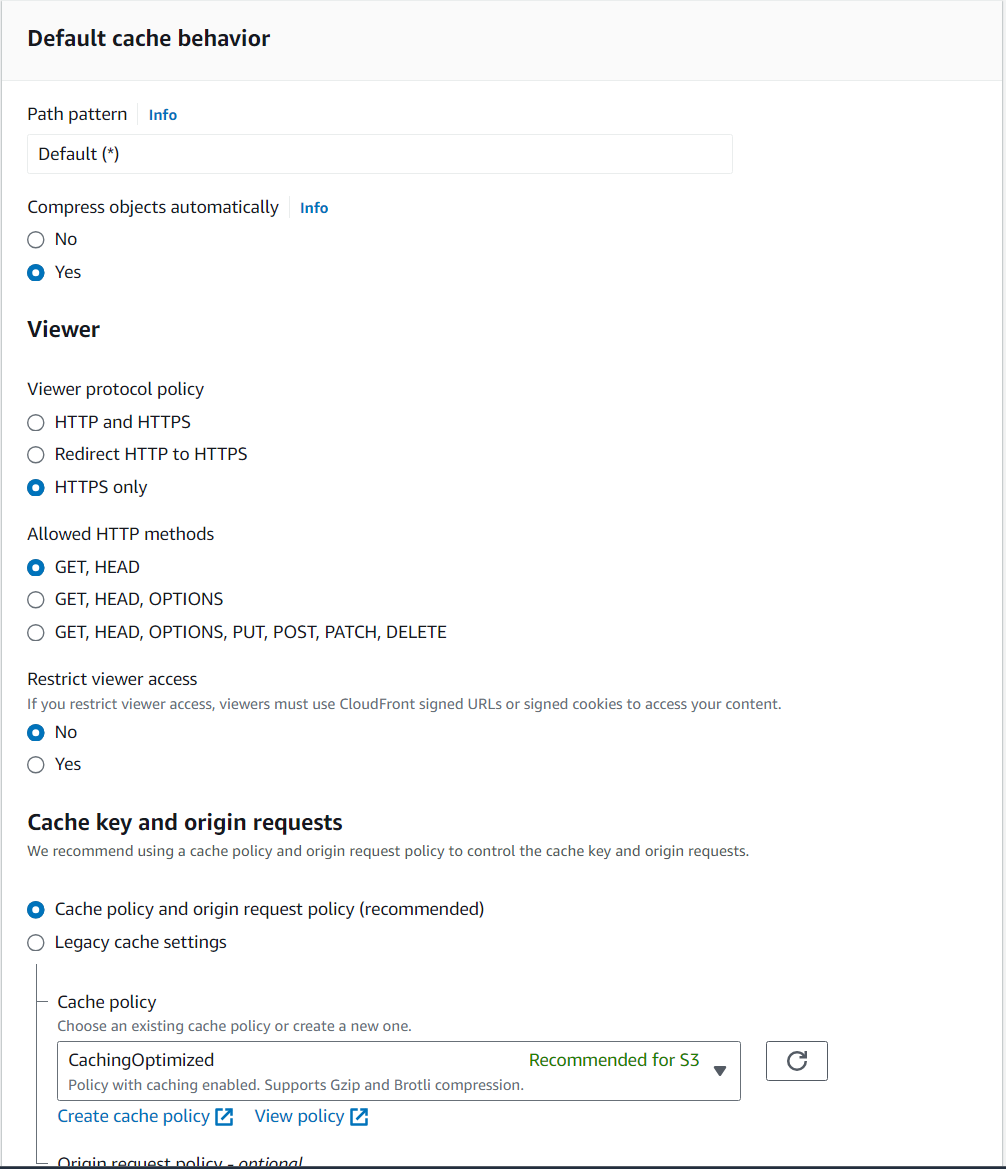 Default cache behavior
Path pattern Info
Default (*)
Compress objects automatically Info
No
Yes
Viewer
Viewer protocol policy
HTTP and HTTPS
Redirect HTTP to HTTPS
HTTPS only
Allowed HTTP methods
GET, HEAD
GET, HEAD, OPTIONS
GET, HEAD, OPTIONS, PUT, POST, PATCH, DELETE
Restrict viewer access
If you restrict viewer access, viewers must use CloudFront signed URLs or signed cookies to access your content.
No
Yes
Cache key and origin requests
We recommend using a cache policy and origin request policy to control the cache key and origin requests.
Cache policy and origin request policy (recommended)
Legacy cache settings
Cache policy
Choose an existing cache policy or create a new one.
CachingOptimized Recommended for S3
Policy with caching enabled. Supports Gzip and Brotli compression.
Create cache policy View policy
Origin request policy - optional